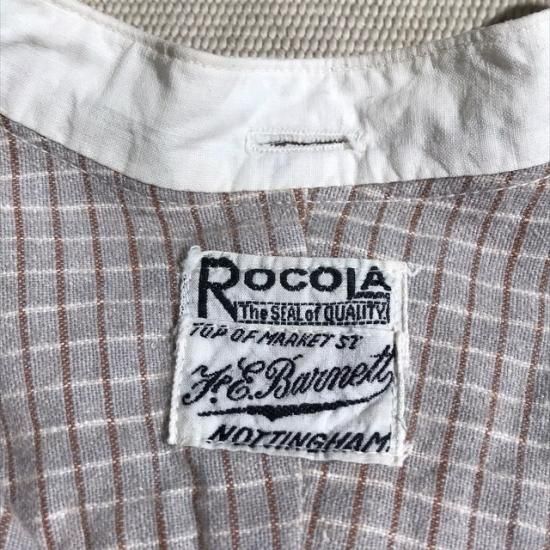 ROCOLA
The SEAL of QUALITY
TOP OF MARKET ST
F.E. Barnett
NOTTINGHAM.